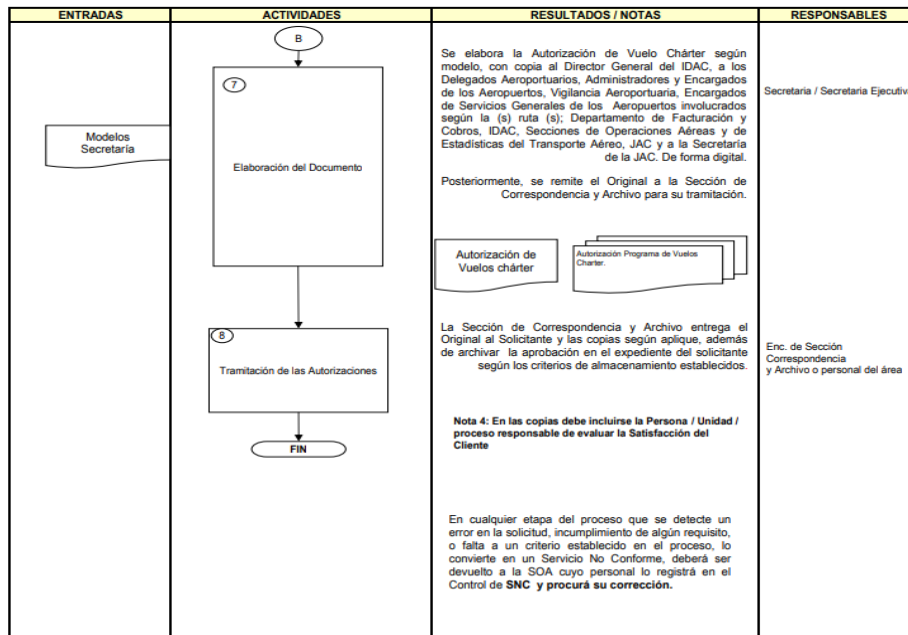 ENTRADAS
ACTIVIDADES
RESULTADOS / NOTAS
RESPONSABLES
B
7
Elaboración del Documento
Modelos
Secretaría
Se elabora la Autorización de Vuelo Chárter según
modelo, con copia al Director General del IDAC, a los
Delegados Aeroportuarios, Administradores y Encargados
de los Aeropuertos, Vigilancia Aeroportuaria, Encargados
de Servicios Generales de los Aeropuertos involucrados
según la (s) ruta (s); Departamento de Facturación y
Cobros, IDAC, Secciones de Operaciones Aéreas y de
Estadísticas del Transporte Aéreo, JAC y a la Secretaría
de la JAC. De forma digital.
Posteriormente, se remite el Original a la Sección de
Correspondencia y Archivo para su tramitación.
Secretaria / Secretaria Ejecutiv
Autorización de
Vuelos chárter
Autorización Programa de Vuelos
Charter.
8
Tramitación de las Autorizaciones
La Sección de Correspondencia y Archivo entrega el
Original al Solicitante y las copias según aplique, además
de archivar la aprobación en el expediente del solicitante
según los criterios de almacenamiento establecidos.
Enc. de Sección
Correspondencia
y Archivo o personal del área
FIN
Nota 4: En las copias debe incluirse la Persona / Unidad /
proceso responsable de evaluar la Satisfacción del
Cliente
En cualquier etapa del proceso que se detecte un
error en la solicitud, incumplimiento de algún requisito,
o falta a un criterio establecido en el proceso, lo
convierte en un Servicio No Conforme, deberá ser
devuelto a la SOA cuyo personal lo registrá en el
Control de SNC y procurá su corrección.